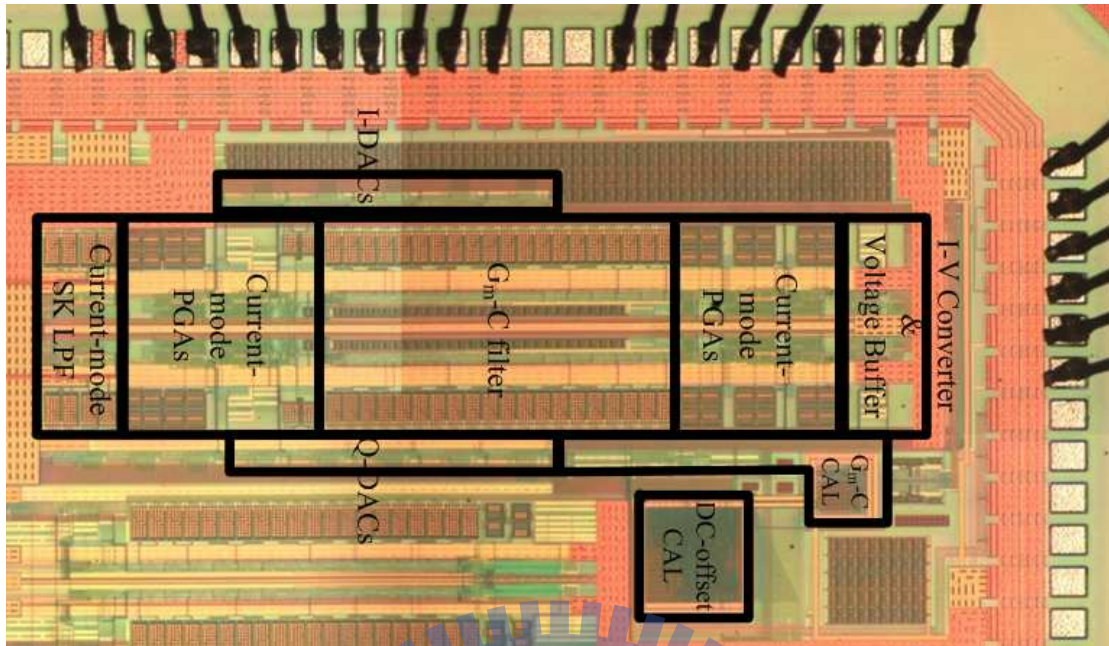 I-DACs
Current-mode
SK LPF
Current-
mode
PGAs
Gₘ-C filter
Current-
mode
PGAs
I-V Converter
&
Voltage Buffer
Q-DACs
Gₘ-C
CAL
DC-offset
CAL